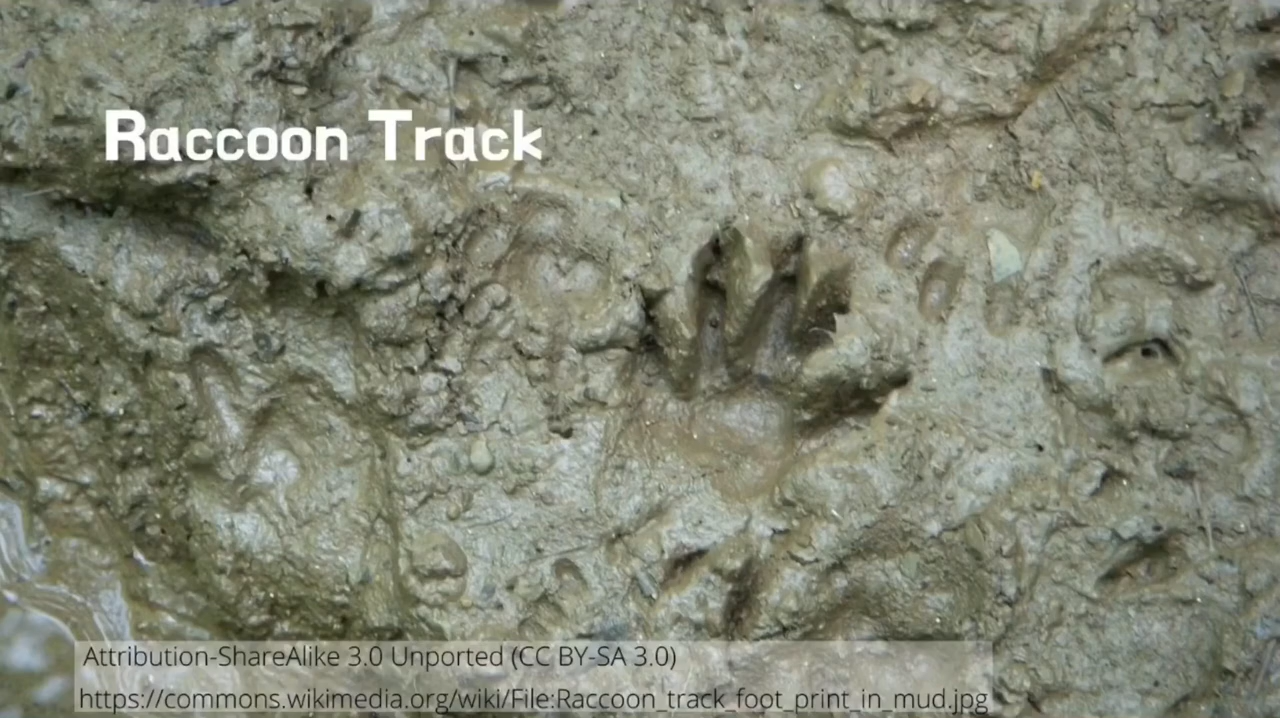 Raccoon Track
Attribution-ShareAlike 3.0 Unported (CC BY-SA 3.0)
https://commons.wikimedia.org/wiki/File:Raccoon_track_foot_print_in_mud.jpg